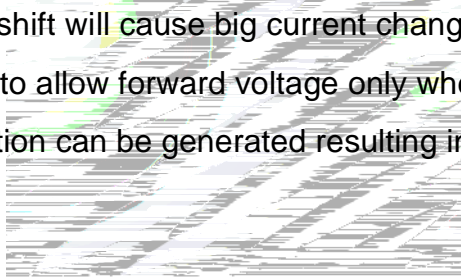 shift will cause big current chang
to allow forward voltage only whe
tion can be generated resulting in